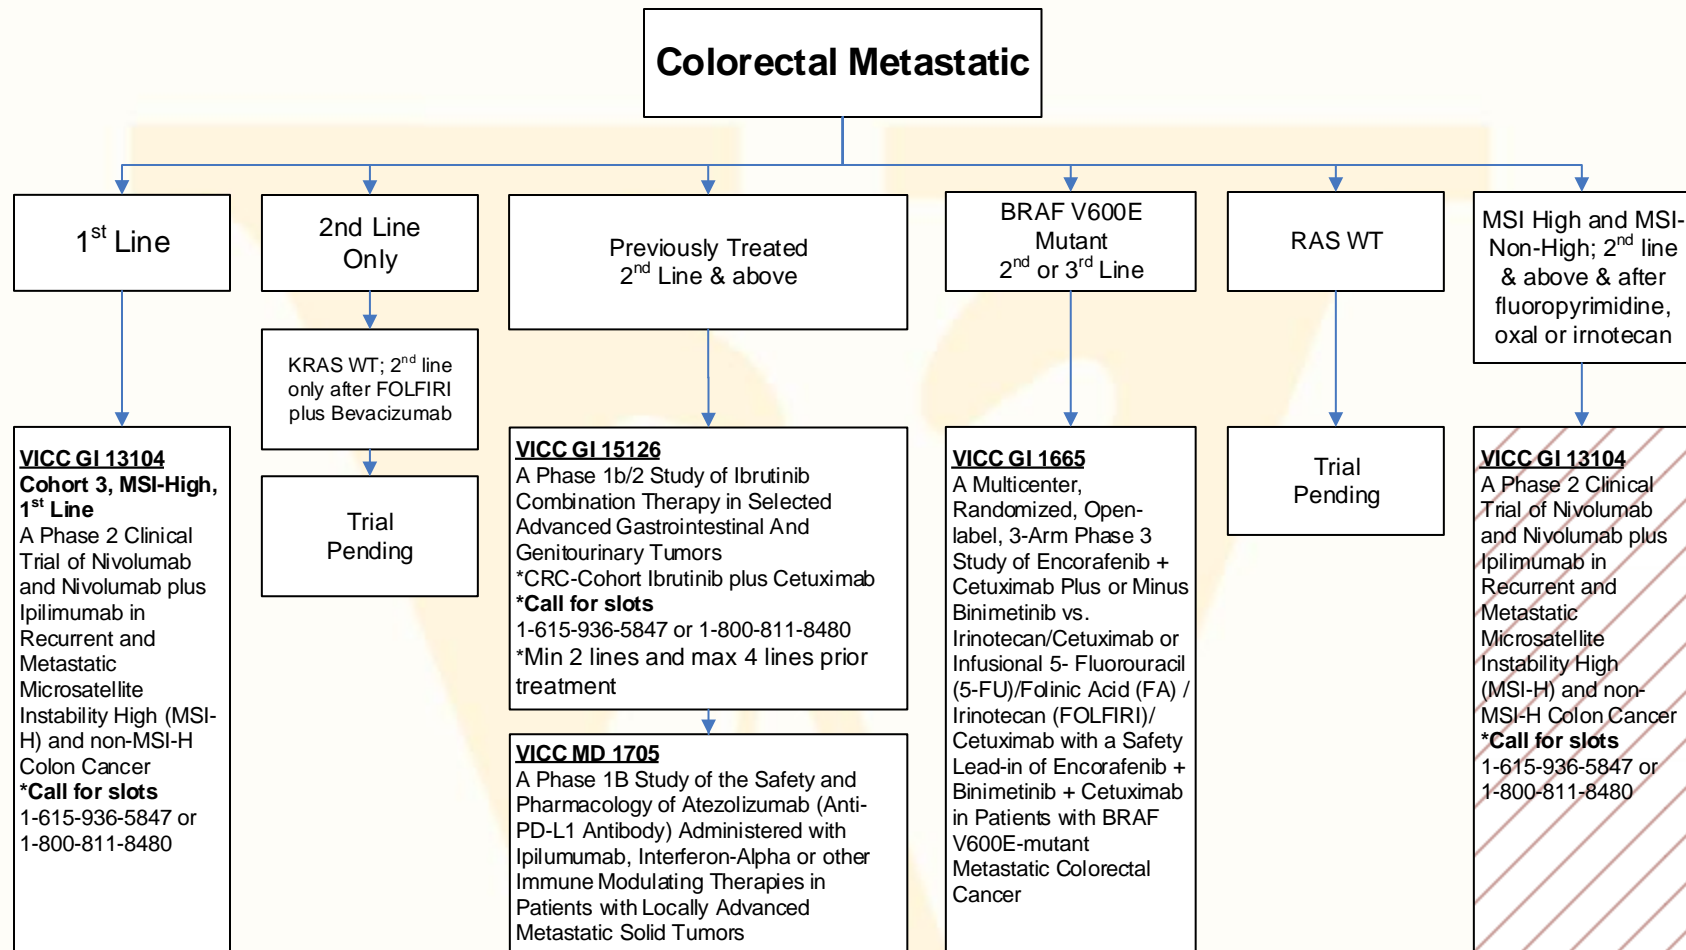 Colorectal Metastatic
1st Line
2nd Line
Only
Previously Treated
2nd Line & above
BRAF V600E
Mutant
2nd or 3rd Line
RAS WT
MSI High and MSI-
Non-High; 2nd line
& above & after
fluoropyrimidine,
oxal or irnotecan
KRAS WT; 2nd line
only after FOLFIRI
plus Bevacizumab
VICC GI 13104
Cohort 3, MSI-High,
1st Line
A Phase 2 Clinical
Trial of Nivolumab
and Nivolumab plus
Ipilimumab in
Recurrent and
Metastatic
Microsatellite
Instability High (MSI-
H) and non-MSI-H
Colon Cancer
*Call for slots
1-615-936-5847 or
1-800-811-8480
Trial
Pending
VICC GI 15126
A Phase 1b/2 Study of Ibrutinib
Combination Therapy in Selected
Advanced Gastrointestinal And
Genitourinary Tumors
*CRC-Cohort Ibrutinib plus Cetuximab
*Call for slots
1-615-936-5847 or 1-800-811-8480
*Min 2 lines and max 4 lines prior
treatment
VICC MD 1705
A Phase 1B Study of the Safety and
Pharmacology of Atezolizumab (Anti-
PD-L1 Antibody) Administered with
Ipilumumab, Interferon-Alpha or other
Immune Modulating Therapies in
Patients with Locally Advanced
Metastatic Solid Tumors
VICC GI 1665
A Multicenter,
Randomized, Open-
label, 3-Arm Phase 3
Study of Encorafenib +
Cetuximab Plus or Minus
Binimetinib vs.
Irinotecan/Cetuximab or
Infusional 5- Fluorouracil
(5-FU)/Folinic Acid (FA) /
Irinotecan (FOLFIRI)/
Cetuximab with a Safety
Lead-in of Encorafenib +
Binimetinib + Cetuximab
in Patients with BRAF
V600E-mutant
Metastatic Colorectal
Cancer
Trial
Pending
VICC GI 13104
A Phase 2 Clinical
Trial of Nivolumab
and Nivolumab plus
Ipilimumab in
Recurrent and
Metastatic
Microsatellite
Instability High
(MSI-H) and non-
MSI-H Colon Cancer
*Call for slots
1-615-936-5847 or
1-800-811-8480